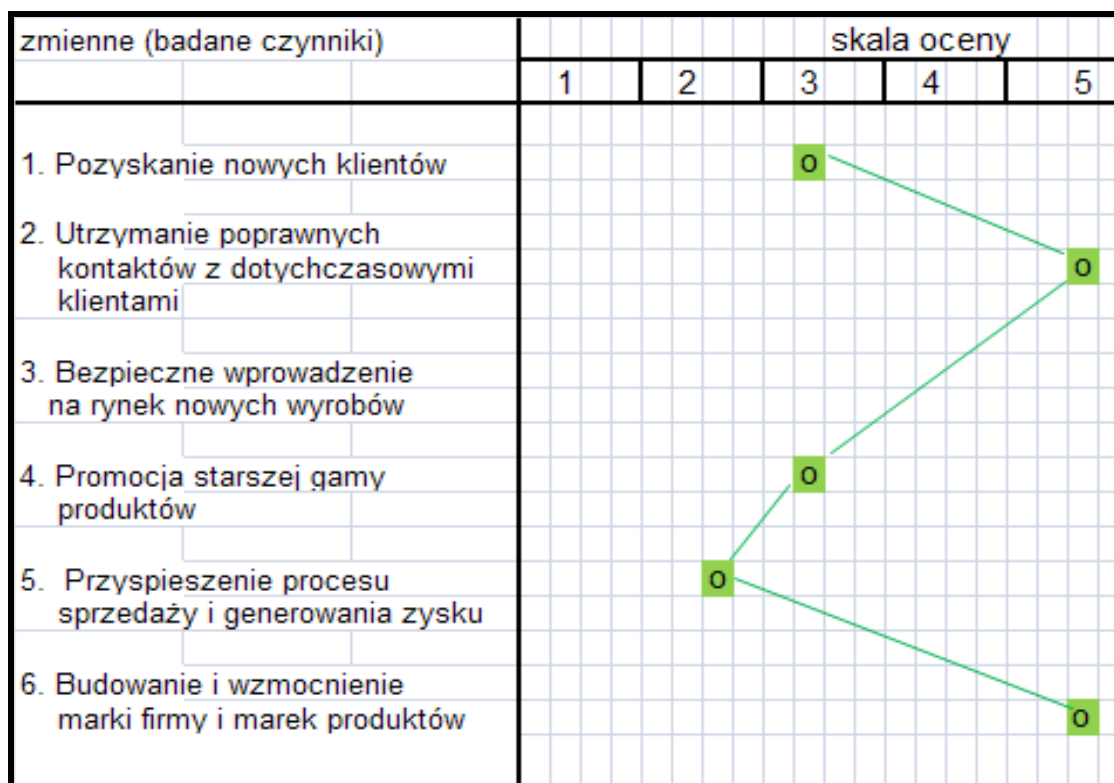 zmienne (badane czynniki)
skala oceny
1 2 3 4 5
1. Pozyskanie nowych klientów
o
2. Utrzymanie poprawnych
kontaktów z dotychczasowymi
klientami
o
3. Bezpieczne wprowadzenie
na rynek nowych wyrobów
4. Promocja starszej gamy
produktów
o
5. Przyspieszenie procesu
sprzedaży i generowania zysku
o
6. Budowanie i wzmocnienie
marki firmy i marek produktów
o